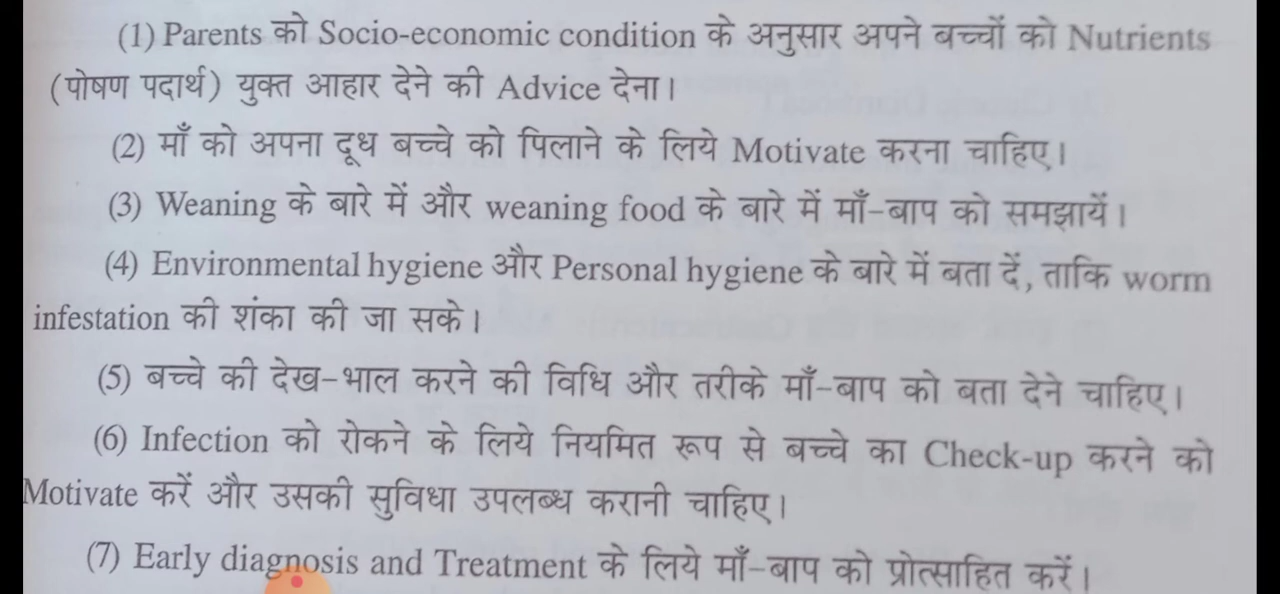 (1) Parents को Socio-economic condition के अनुसार अपने बच्चों को Nutrients
(पोषण पदार्थ) युक्त आहार देने की Advice देना।
(2) माँ को अपना दूध बच्चे को पिलाने के लिये Motivate करना चाहिए।
(3) Weaning के बारे में और weaning food के बारे में माँ-बाप को समझायें।
(4) Environmental hygiene और Personal hygiene के बारे में बता दें, ताकि worm
infestation की शंका की जा सके।
(5) बच्चे की देख-भाल करने की विधि और तरीके माँ-बाप को बता देने चाहिए।
(6) Infection को रोकने के लिये नियमित रूप से बच्चे का Check-up करने को
Motivate करें और उसकी सुविधा उपलब्ध करानी चाहिए।
(7) Early diagnosis and Treatment के लिये माँ-बाप को प्रोत्साहित करें।